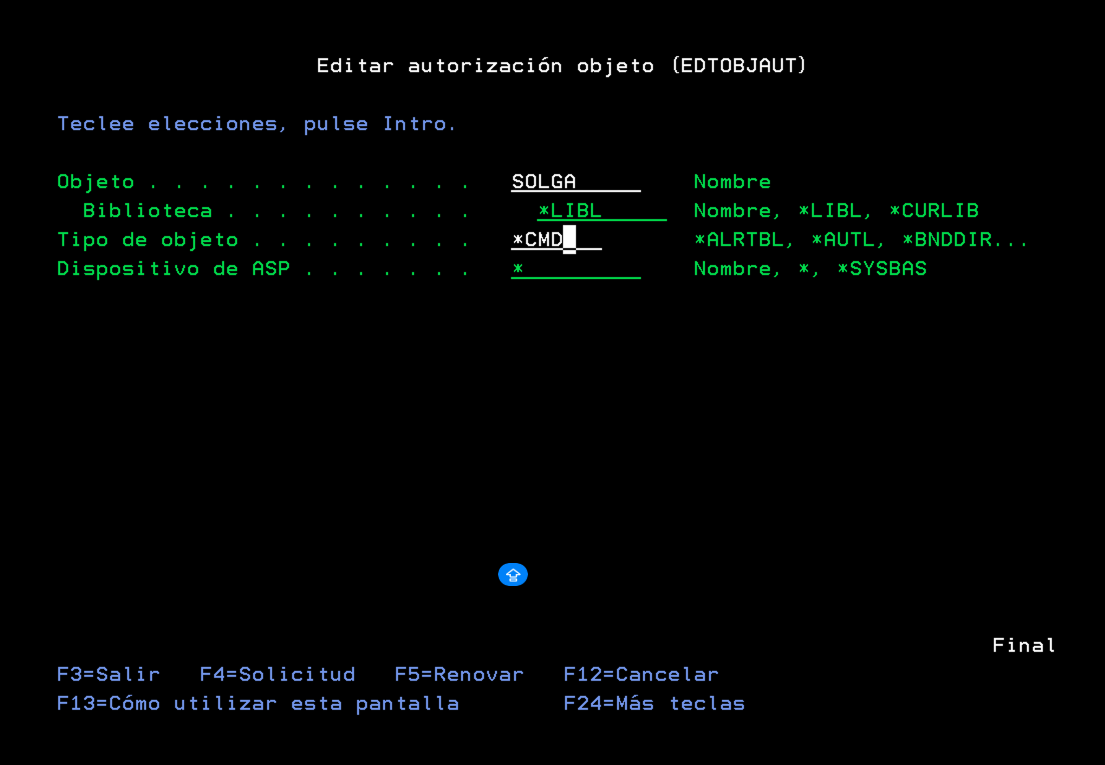 Editar autorización objeto (EDTOBJAUT)
Teclee elecciones, pulse Intro.
Objeto . . . . . . . . . . . . . SOLGA Nombre
Biblioteca . . . . . . . . . . *LIBL Nombre, *LIBL, *CURLIB
Tipo de objeto . . . . . . . . . *CMD *ALRTBL, *AUTL, *BNDDIR...
Dispositivo de ASP . . . . . . . * Nombre, *, *SYSBAS
Final
F3=Salir F4=Solicitud F5=Renovar F12=Cancelar
F13=Cómo utilizar esta pantalla F24=Más teclas